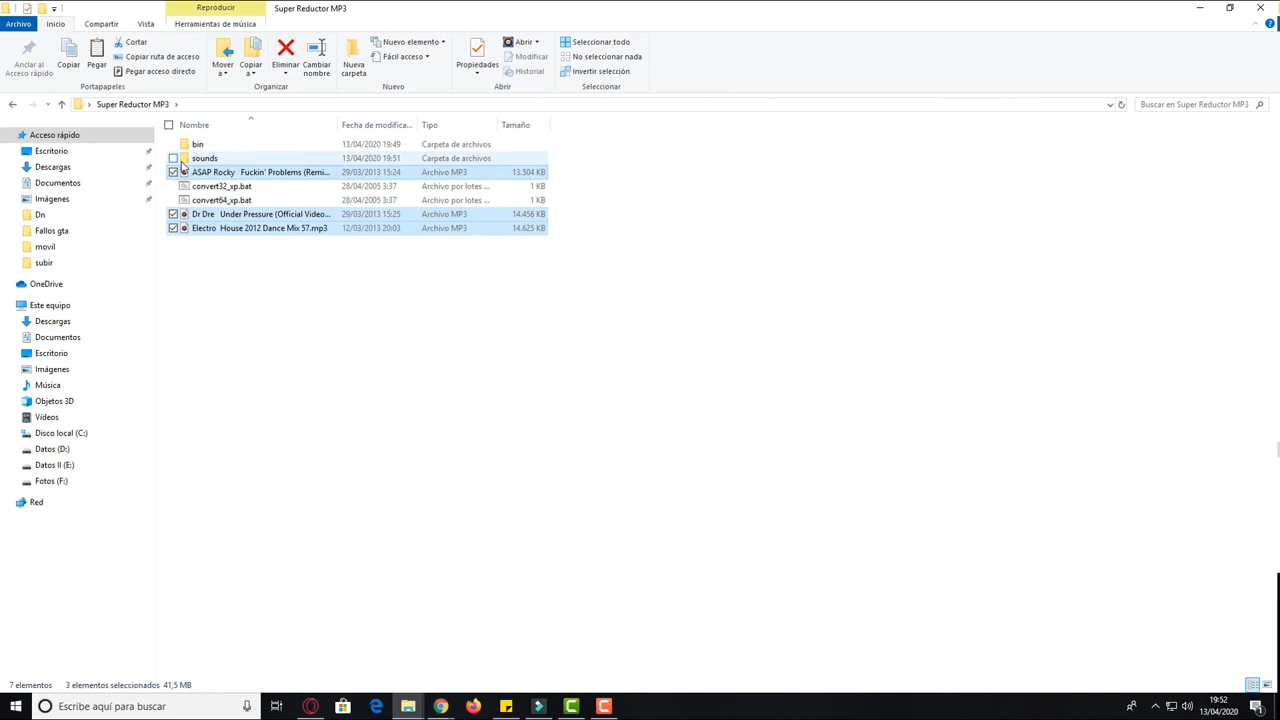 Reproducir
Super Reductor MP3
Archivo
Inicio
Compartir
Vista
Herramientas de música
Anclar al
Acceso rápido
Copiar
Pegar
Cortar
Copiar ruta de acceso
Pegar acceso directo
Portapapeles
Mover
a
Copiar
a
Eliminar
Cambiar
nombre
Organizar
Nueva
carpeta
Nuevo elemento
Fácil acceso
Nuevo
Propiedades
Abrir
Modificar
Historial
Abrir
Seleccionar todo
No seleccionar nada
Invertir selección
Seleccionar
Super Reductor MP3
Buscar en Super Reductor MP3
Nombre Fecha de modifica... Tipo Tamaño
bin 13/04/2020 19:49 Carpeta de archivos
sounds 13/04/2020 19:51 Carpeta de archivos
ASAP Rocky Fuckin' Problems (Remi... 29/03/2013 15:24 Archivo MP3 13.504 KB
convert32_xp.bat 28/04/2005 3:37 Archivo por lotes ... 1 KB
convert64_xp.bat 28/04/2005 3:37 Archivo por lotes ... 1 KB
Dr Dre Under Pressure (Official Video... 29/03/2013 15:25 Archivo MP3 14.456 KB
Electro House 2012 Dance Mix 57.mp3 12/03/2013 20:03 Archivo MP3 14.625 KB
Acceso rápido
Escritorio
Descargas
Documentos
Imágenes
Dn
Fallos gta
movil
subir
OneDrive
Este equipo
Descargas
Documentos
Escritorio
Imágenes
Música
Objetos 3D
Vídeos
Disco local (C:)
Datos (D:)
Datos II (E:)
Fotos (F:)
Red
7 elementos 3 elementos seleccionados 41,5 MB
Escribe aquí para buscar
19:52
13/04/2020
1